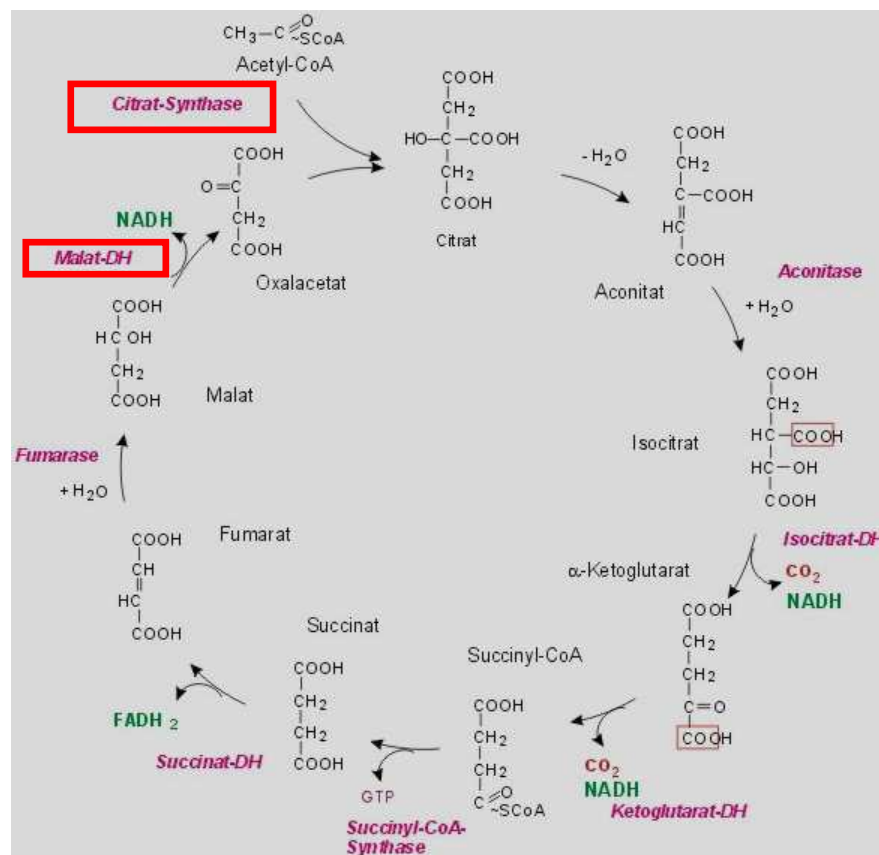 CH3-C=O
~SCoA
Acetyl-CoA
Citrat-Synthase
COOH
CH2
HO-C-COOH
CH2
COOH
Citrat
-H2O
COOH
CH2
C-COOH
HC
COOH
Aconitat
Aconitase
+H2O
COOH
CH2
HC-COOH
HC-OH
COOH
Isocitrat
Isocitrat-DH
CO2
NADH
α-Ketoglutarat
COOH
CH2
CH2
C=O
COOH
CO2
NADH
Ketoglutarat-DH
Succinyl-CoA
COOH
CH2
CH2
C=O
~SCoA
GTP
Succinyl-CoA-
Synthase
Succinat
COOH
CH2
CH2
COOH
Succinat-DH
FADH2
Fumarat
COOH
CH
HC
COOH
Fumarase
+H2O
Malat
COOH
HC OH
CH2
COOH
Malat-DH
NADH
COOH
O=C
CH2
COOH
Oxalacetat